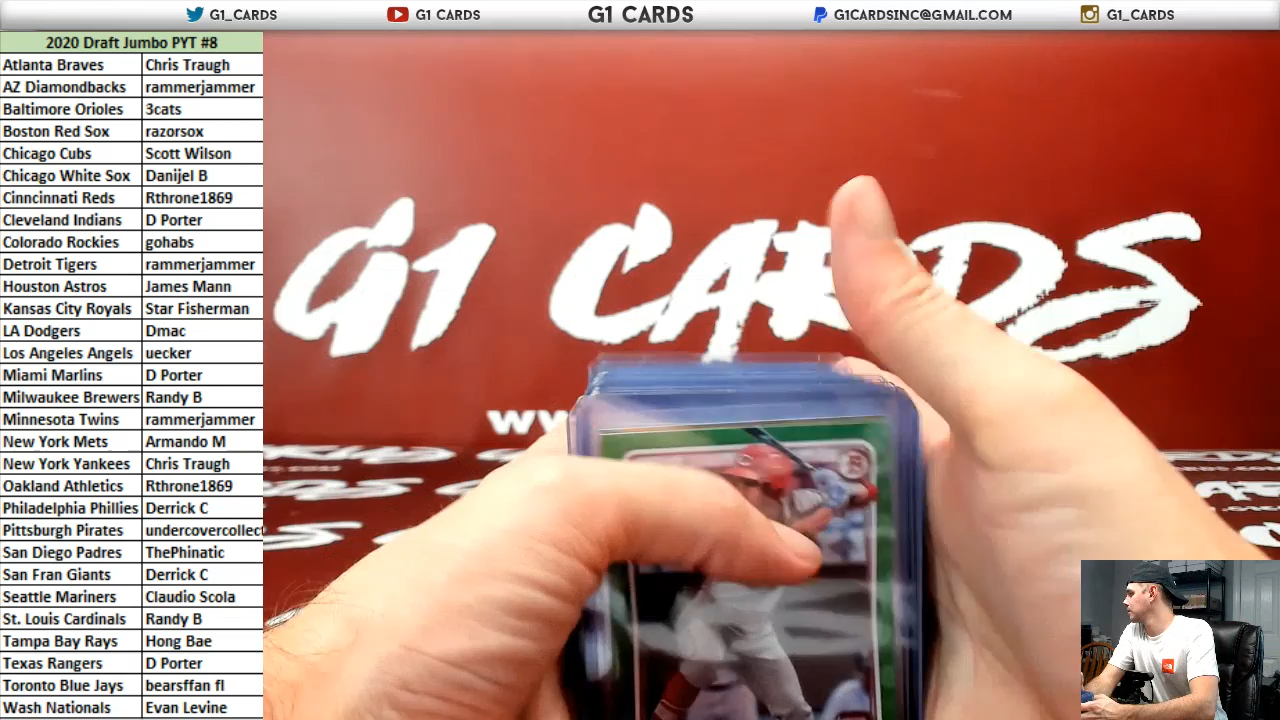 G1_CARDS G1 CARDS G1 CARDS G1CARDSINC@GMAIL.COM G1_CARDS
2020 Draft Jumbo PYT #8
Atlanta Braves Chris Traugh
AZ Diamondbacks rammerjammer
Baltimore Orioles 3cats
Boston Red Sox razorsox
Chicago Cubs Scott Wilson
Chicago White Sox Danijel B
Cinncincati Reds Rthrone1869
Cleveland Indians D Porter
Colorado Rockies gohabs
Detroit Tigers rammerjammer
Houston Astros James Mann
Kansas City Royals Star Fisherman
LA Dodgers Dmac
Los Angeles Angels uecker
Miami Marlins D Porter
Milwaukee Brewers Randy B
Minnesota Twins rammerjammer
New York Mets Armando M
New York Yankees Chris Traugh
Oakland Athletics Rthrone1869
Philadelphia Phillies Derrick C
Pittsburgh Pirates undercovercollect
San Diego Padres ThePhinatic
San Fran Giants Derrick C
Seattle Mariners Claudio Scola
St. Louis Cardinals Randy B
Tampa Bay Rays Hong Bae
Texas Rangers D Porter
Toronto Blue Jays bearsffan fl
Wash Nationals Evan Levine
G1 CARDS